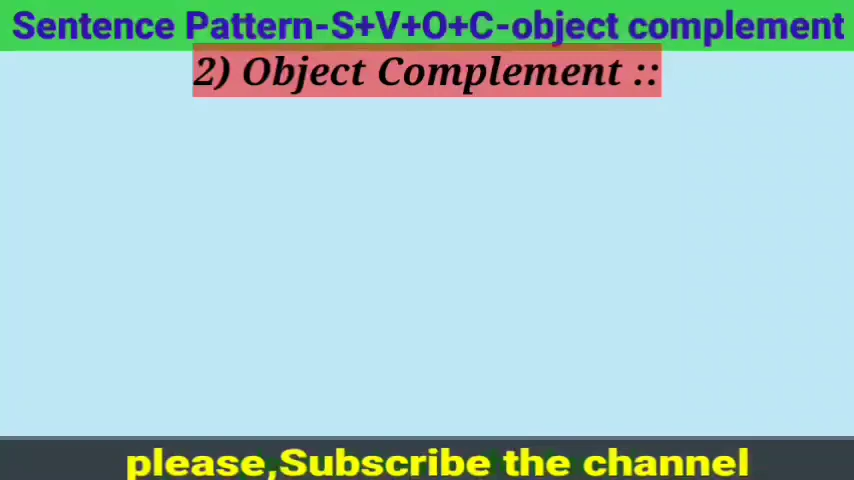 Sentence Pattern-S+V+O+C-object complement
2) Object Complement ::
please,Subscribe the channel